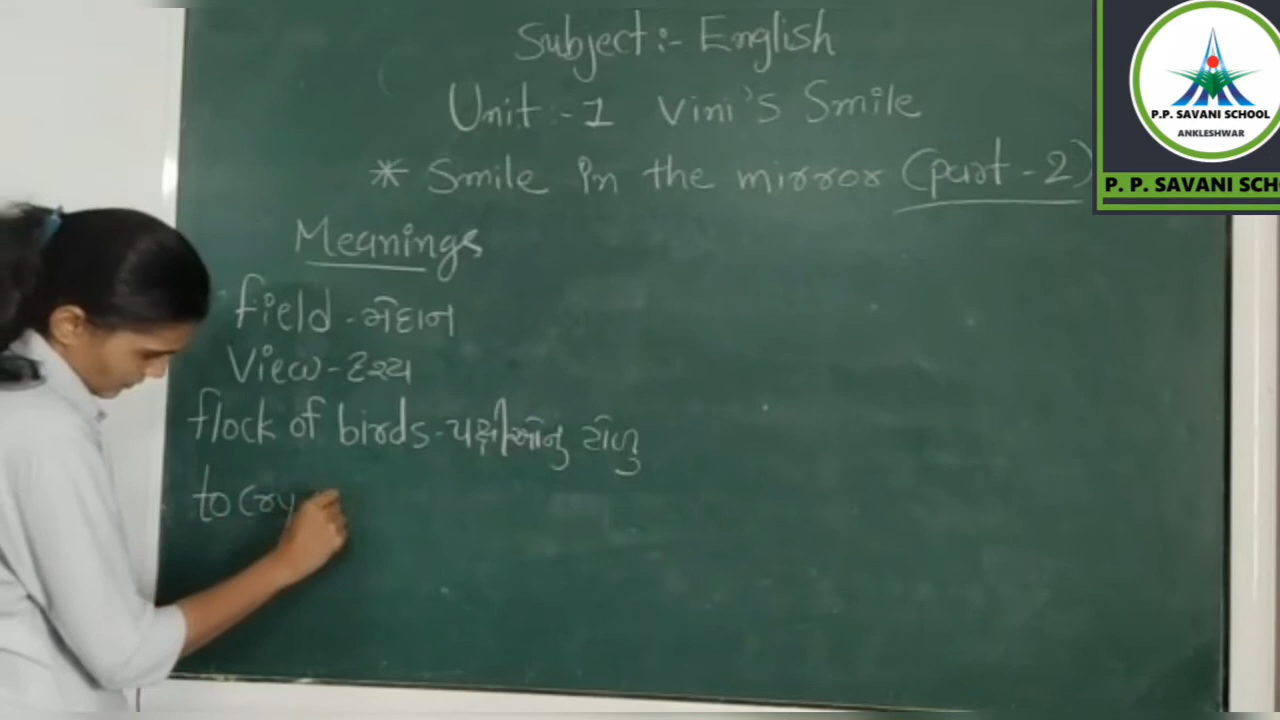 Subject:- English
Unit:-1 Vini's Smile
* Smile in the mirror (part-2)
Meanings
field - મેદાન
View - દ્રશ્ય
flock of birds - પક્ષીઓનુ ટોળુ
to cry
P.P. SAVANI SCHOOL
ANKLESHWAR
P. P. SAVANI SCH